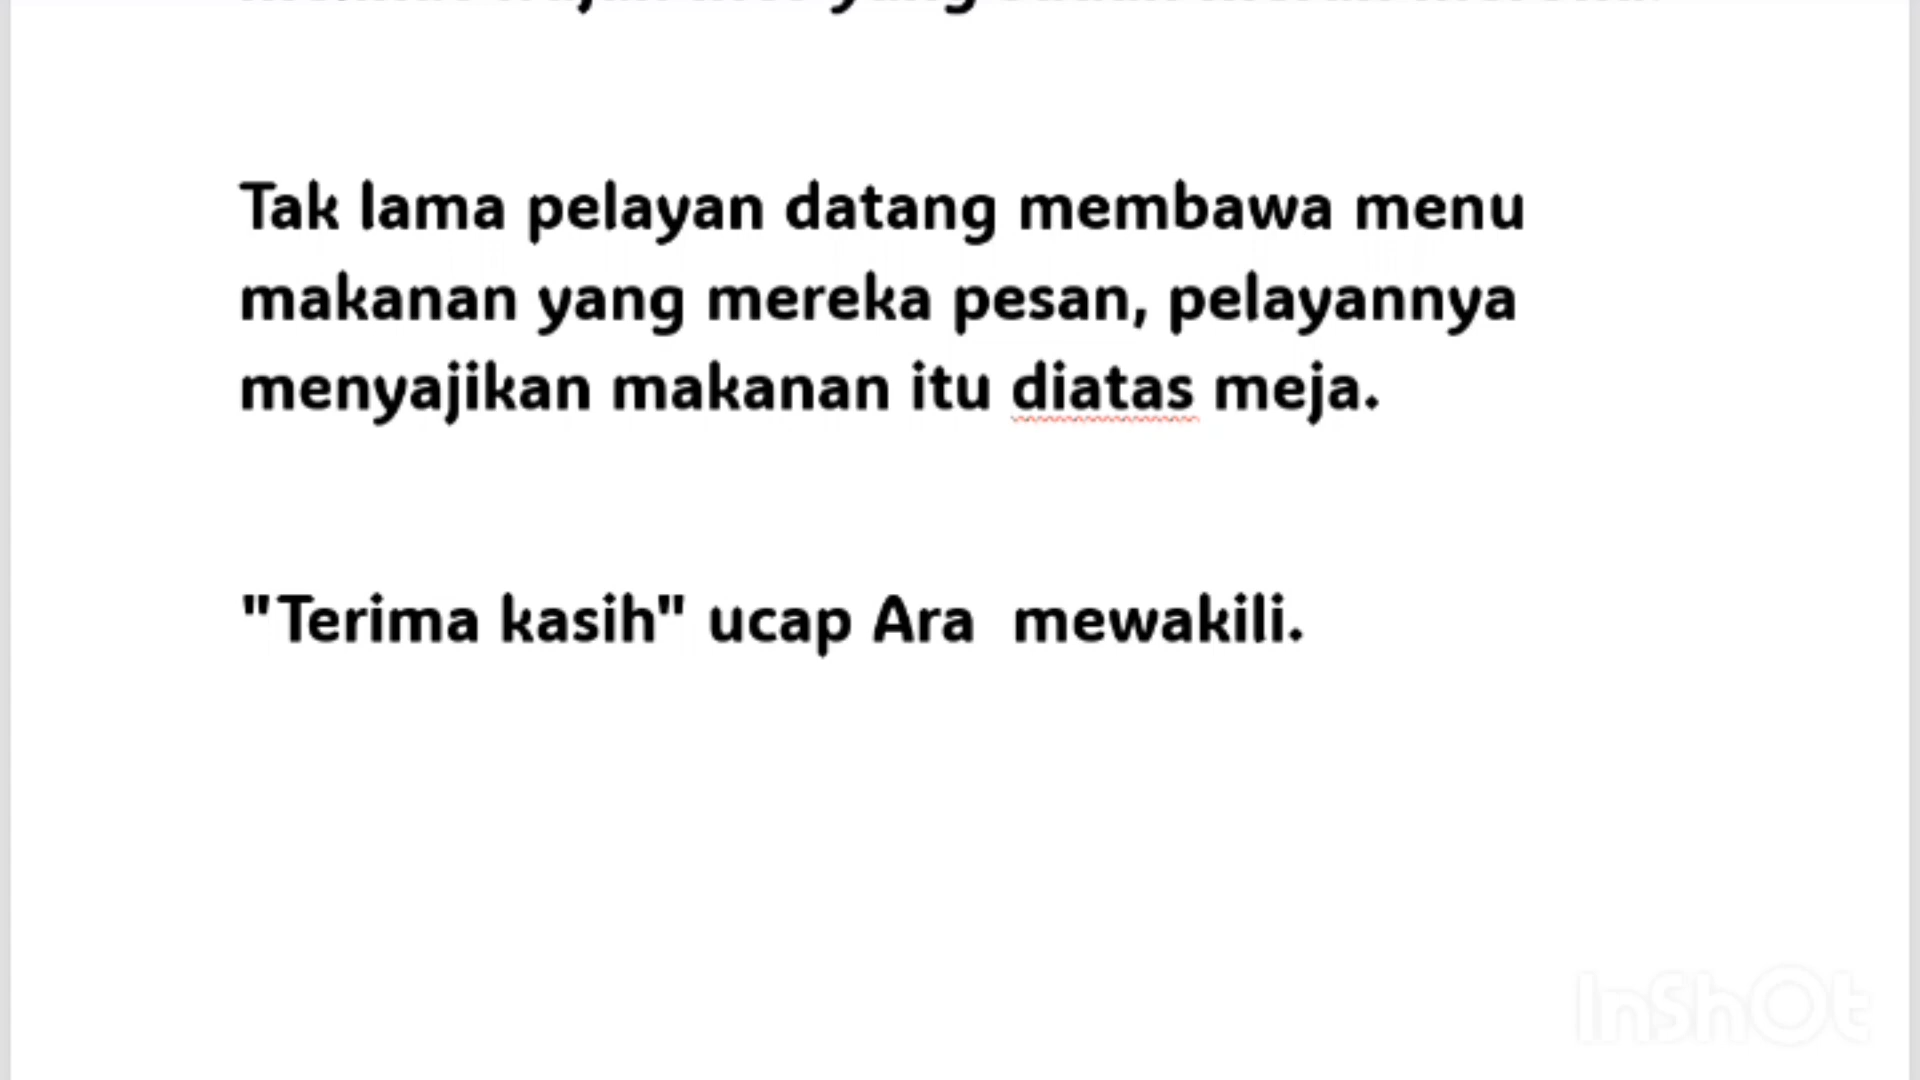 Tak lama pelayan datang membawa menu
makanan yang mereka pesan, pelayannya
menyajikan makanan itu diatas meja.
"Terima kasih" ucap Ara  mewakili.
InShOt